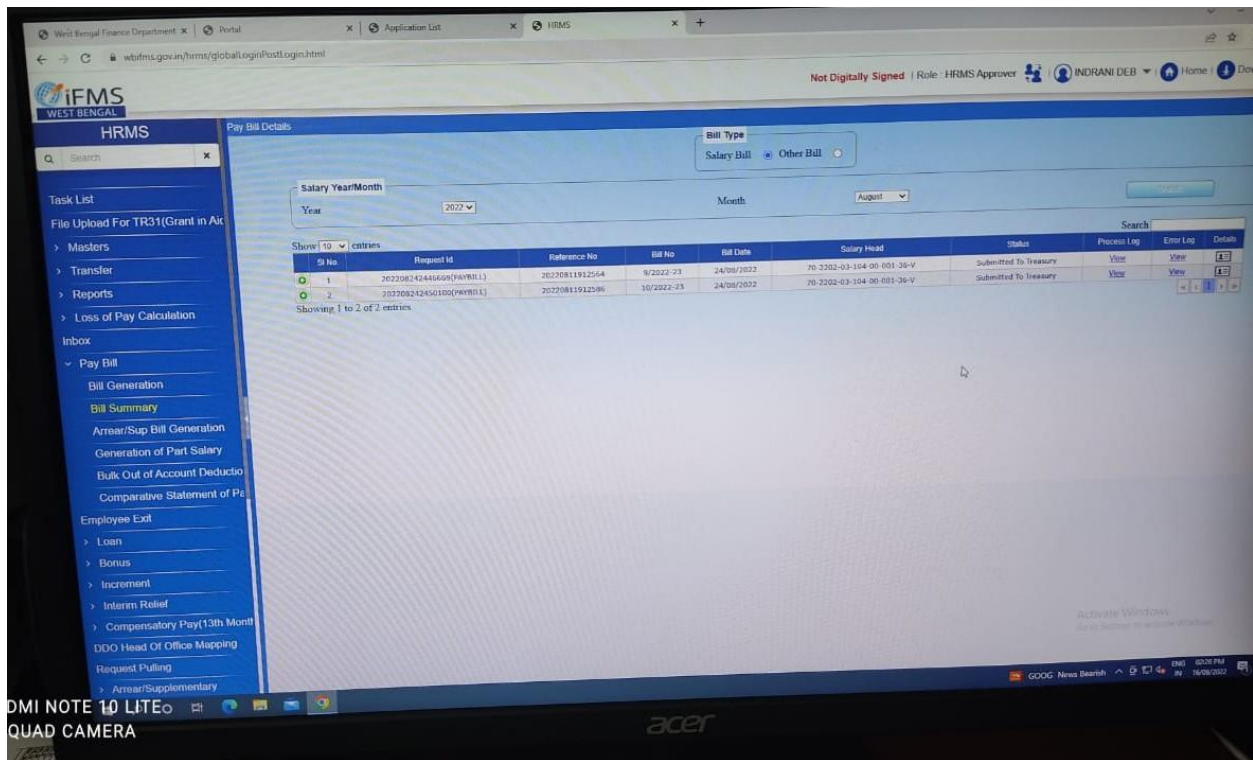 West Bengal Finance Department
Portal
Application List
HRMS
wbifms.gov.in/hrms/globalLoginPostLogin.html
iFMS
WEST BENGAL
Not Digitally Signed | Role : HRMS Approver
INDRANI DEB
Home
HRMS
Search
Pay Bill Details
Bill Type
Salary Bill
Other Bill
Salary Year/Month
Year
2022
Month
August
Show 10 entries
Search
Sl No. Request Id Reference No Bill No Bill Date Salary Head Status Process Log Error Log Details
1 9/2022-23 24/08/2022 70-2202-03-104-00-001-36-V Submitted To Treasury View View
2 10/2022-23 24/08/2022 70-2202-03-104-00-001-36-V Submitted To Treasury View View
Showing 1 to 2 of 2 entries
1
Task List
File Upload For TR31(Grant in Aid
Masters
Transfer
Reports
Loss of Pay Calculation
Inbox
Pay Bill
Bill Generation
Bill Summary
Arrear/Sup Bill Generation
Generation of Part Salary
Bulk Out of Account Deductio
Comparative Statement of Pa
Employee Exit
Loan
Bonus
Increment
Interim Relief
Compensatory Pay(13th Month
DDO Head Of Office Mapping
Request Pulling
Arrear/Supplementary
Activate Windows
GOOG News Bearish
ENG
IN
02:26 PM
DMI NOTE 10 LITE
QUAD CAMERA
acer